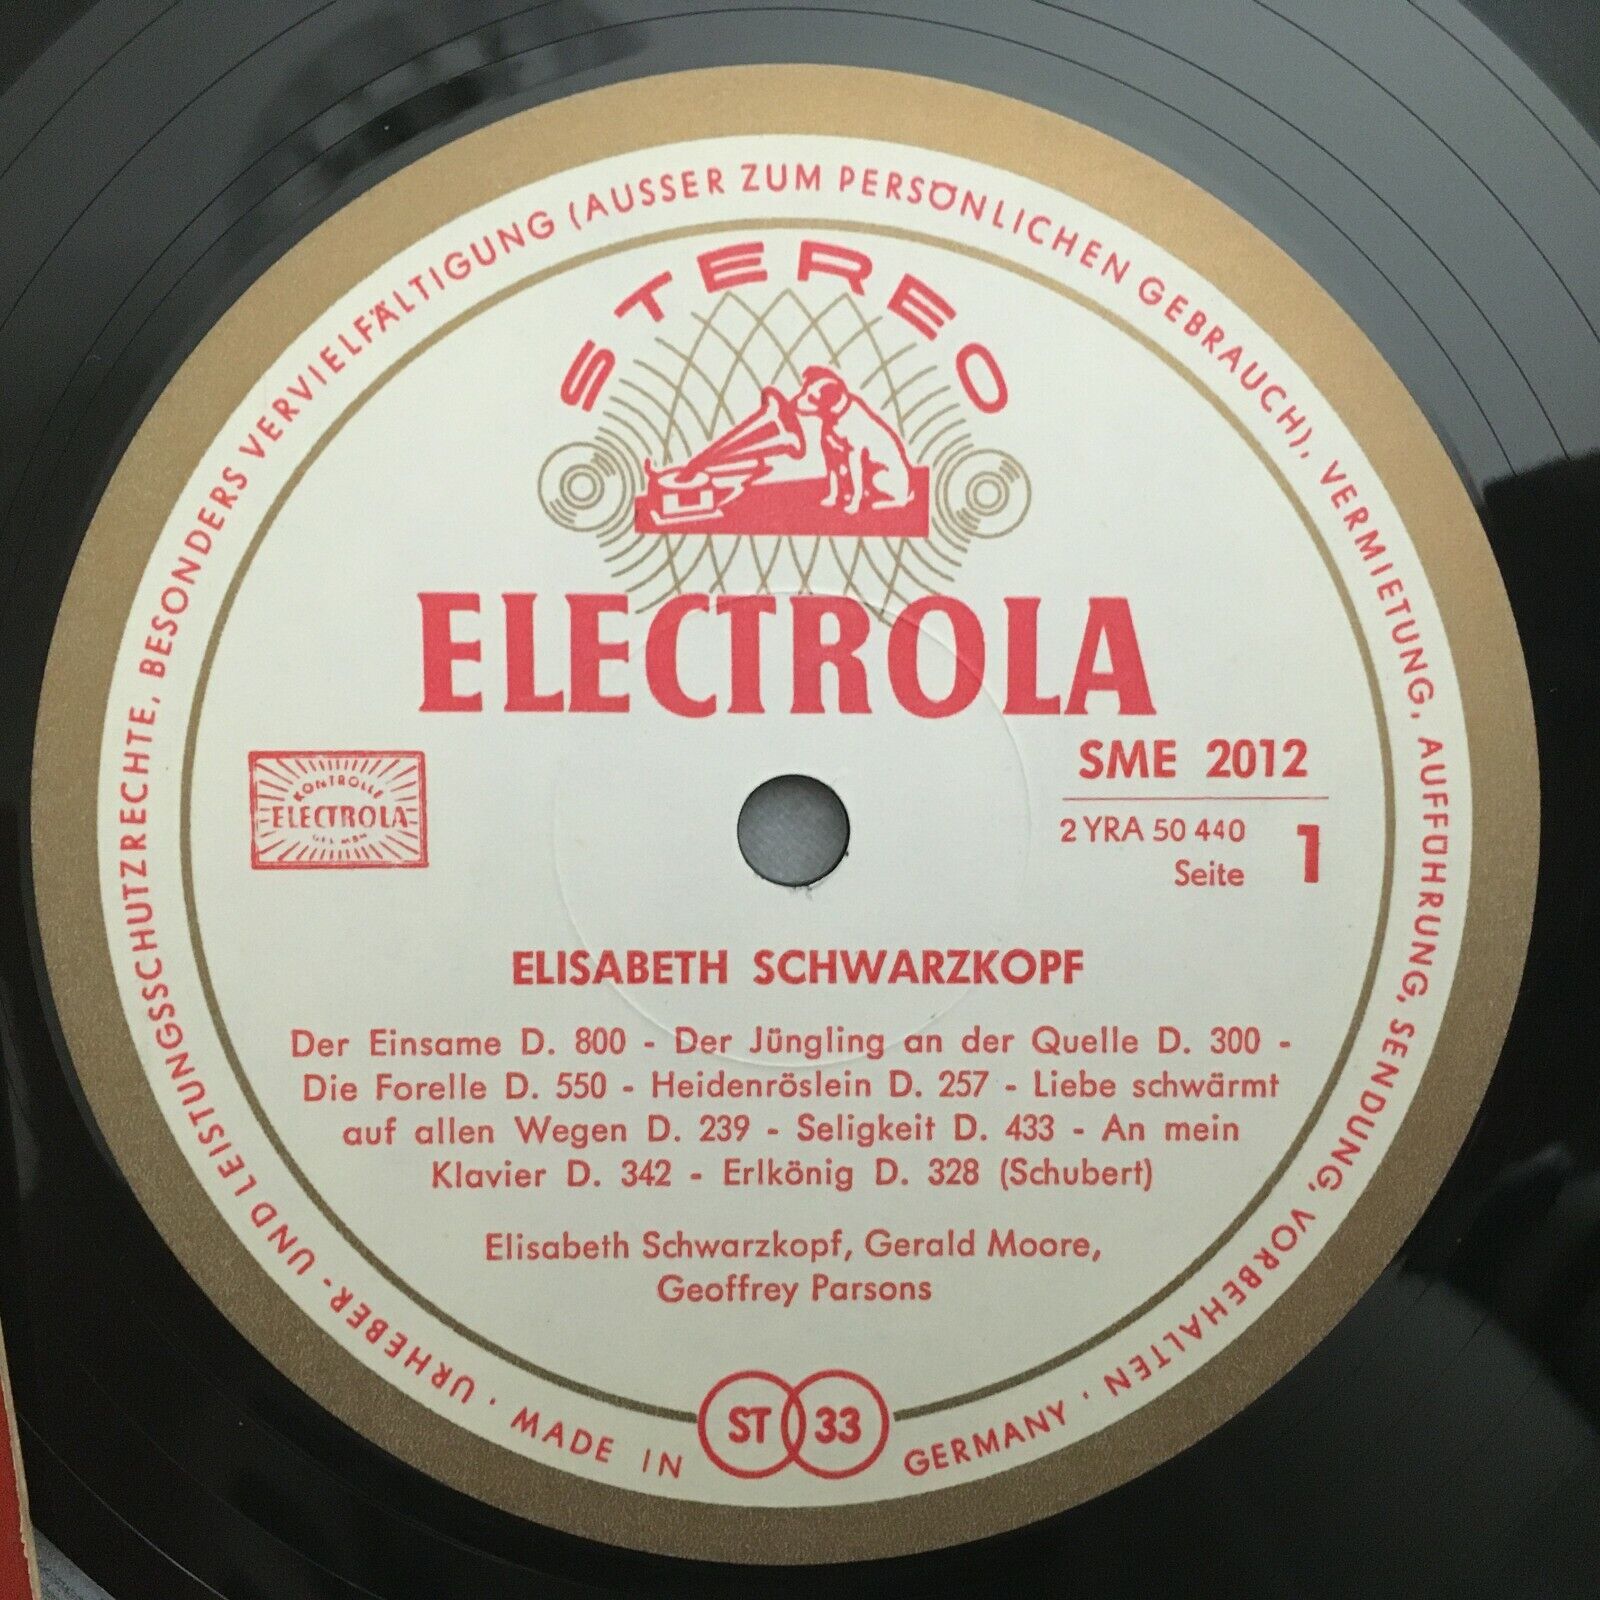 URHEBER- UND LEISTUNGSSCHUTZRECHTE, BESONDERS VERVIELFÄLTIGUNG (AUSSER ZUM PERSÖNLICHEN GEBRAUCH), VERMIETUNG, AUFFÜHRUNG, SENDUNG, VORBEHALTEN ·
STEREO
ELECTROLA
KONTROLLE
ELECTROLA
SME 2012
2 YRA 50 440
Seite 1
ELISABETH SCHWARZKOPF
Der Einsame D. 800 - Der Jüngling an der Quelle D. 300 -
Die Forelle D. 550 - Heidenröslein D. 257 - Liebe schwärmt
auf allen Wegen D. 239 - Seligkeit D. 433 - An mein
Klavier D. 342 - Erlkönig D. 328 (Schubert)
Elisabeth Schwarzkopf, Gerald Moore,
Geoffrey Parsons
ST 33
· MADE IN GERMANY